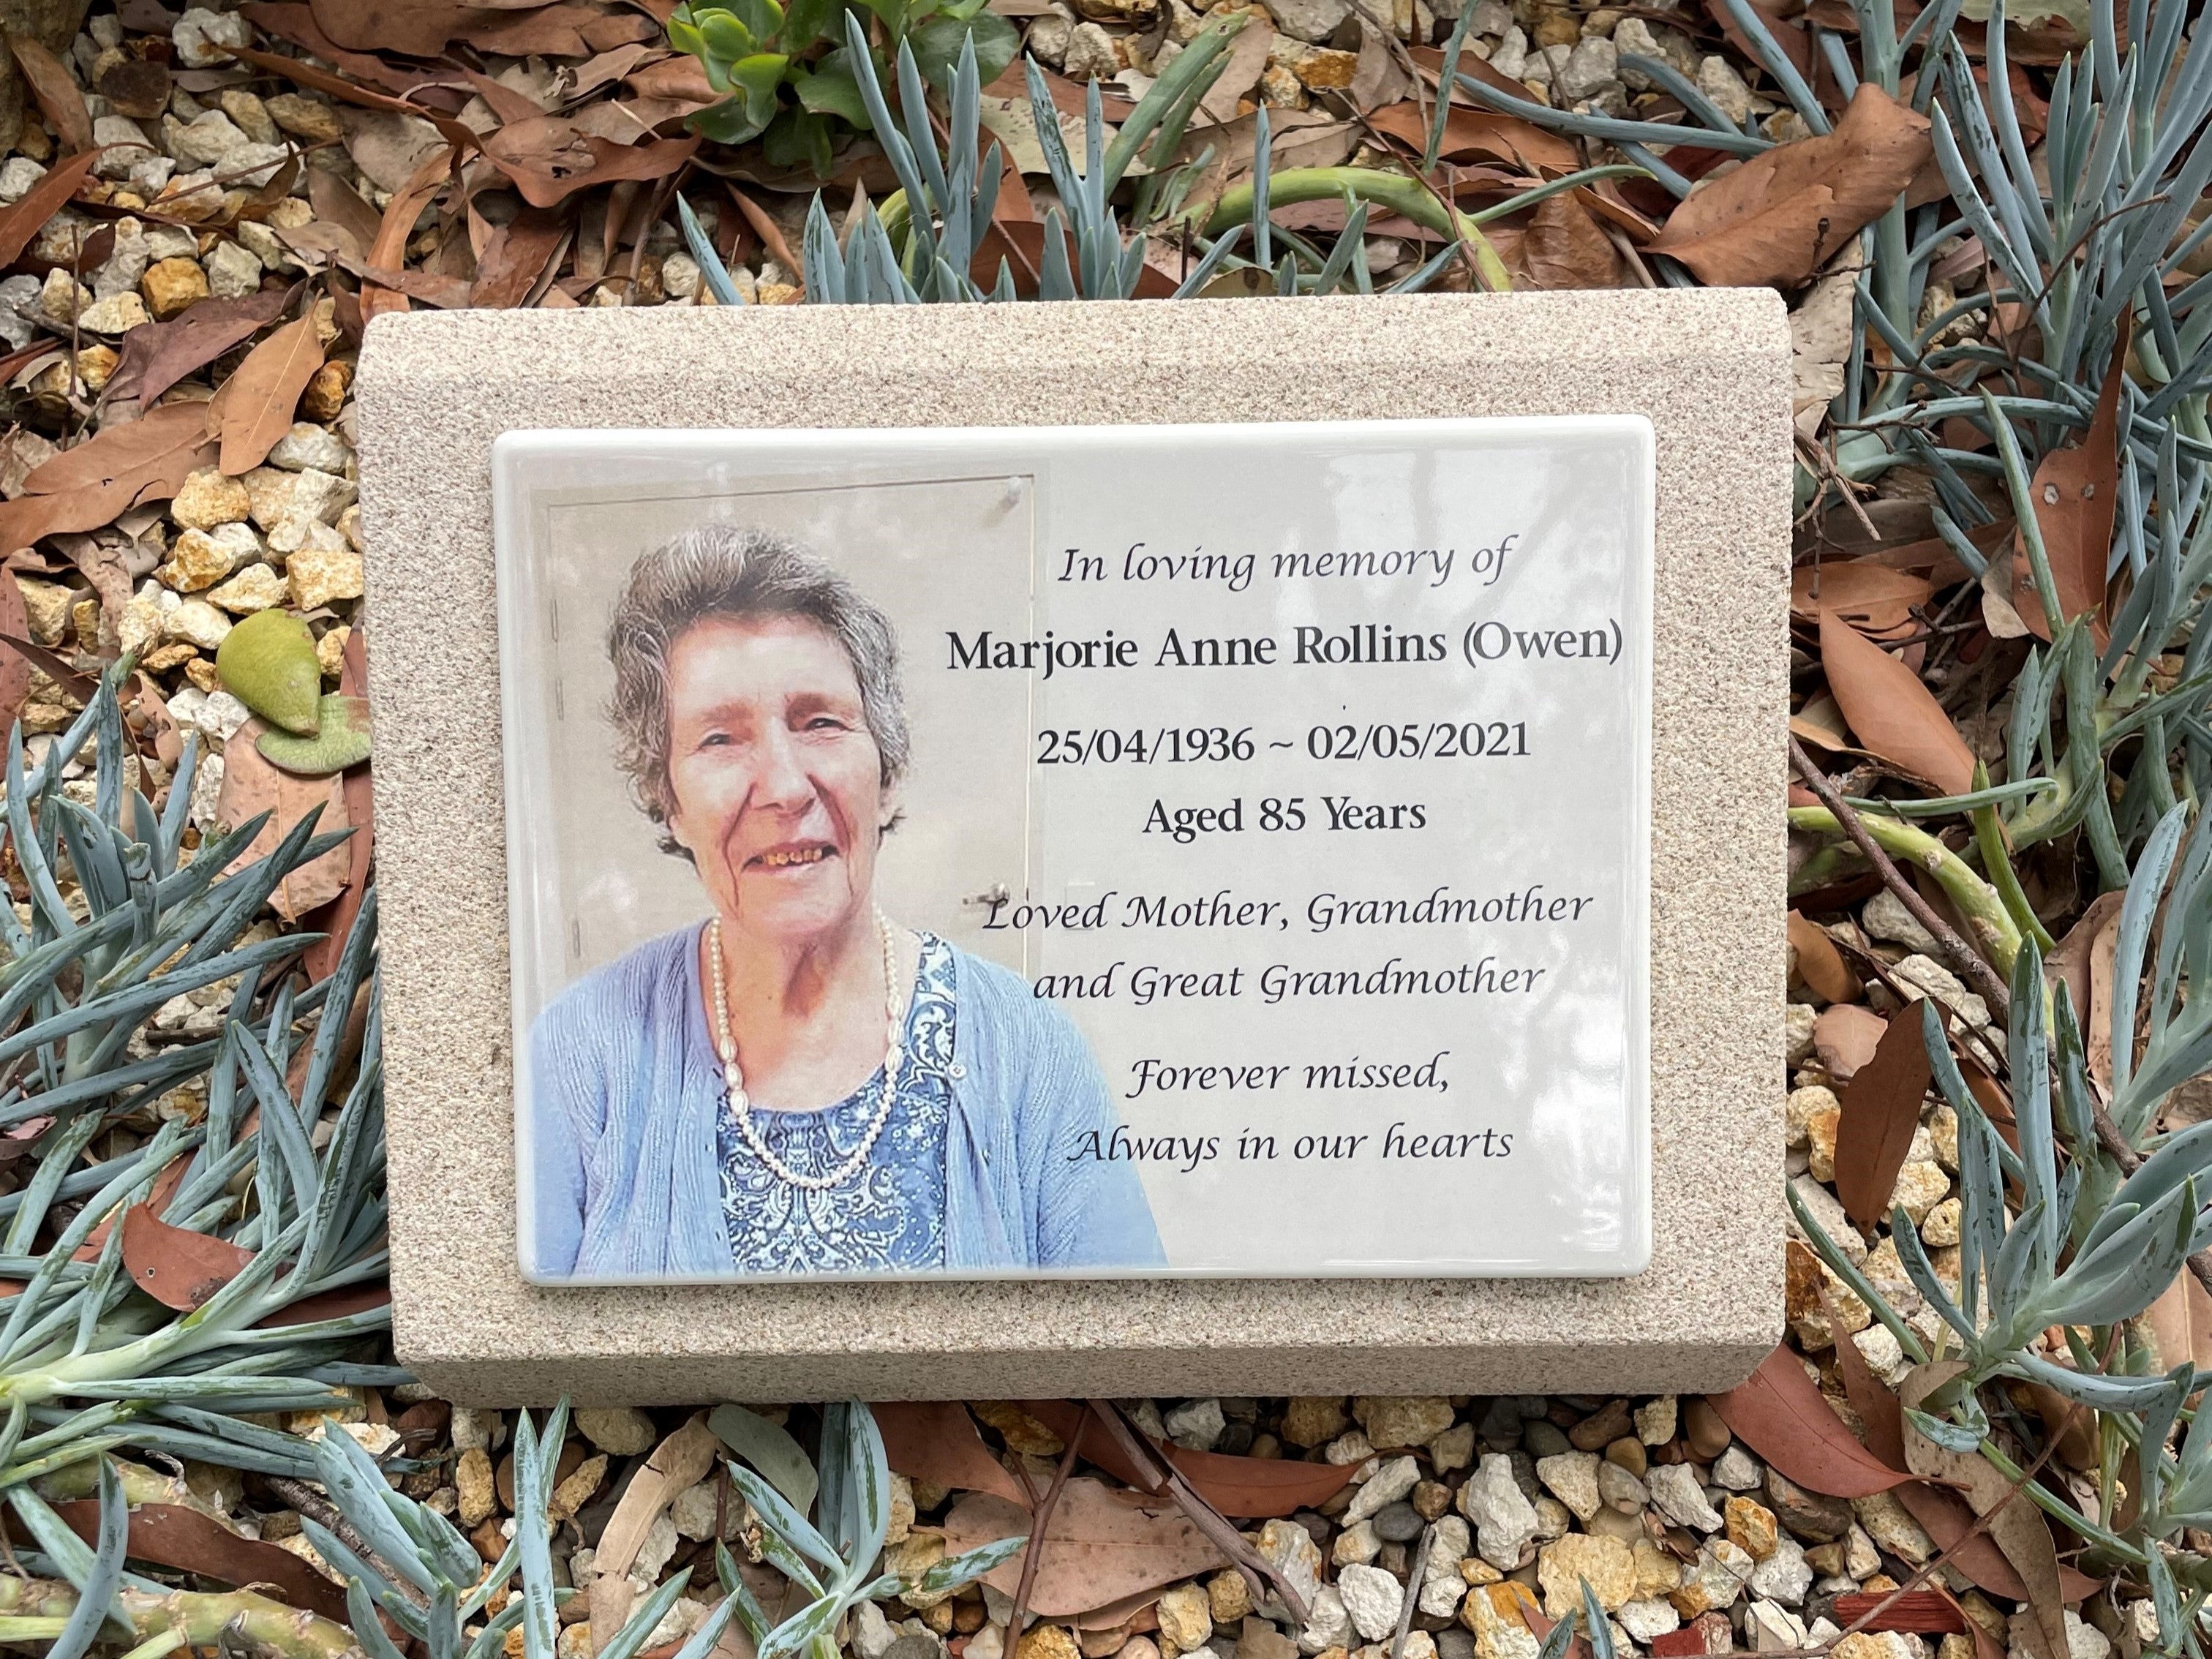 In loving memory of
Marjorie Anne Rollins (Owen)
25/04/1936 ~ 02/05/2021
Aged 85 Years
Loved Mother, Grandmother
and Great Grandmother
Forever missed,
Always in our hearts